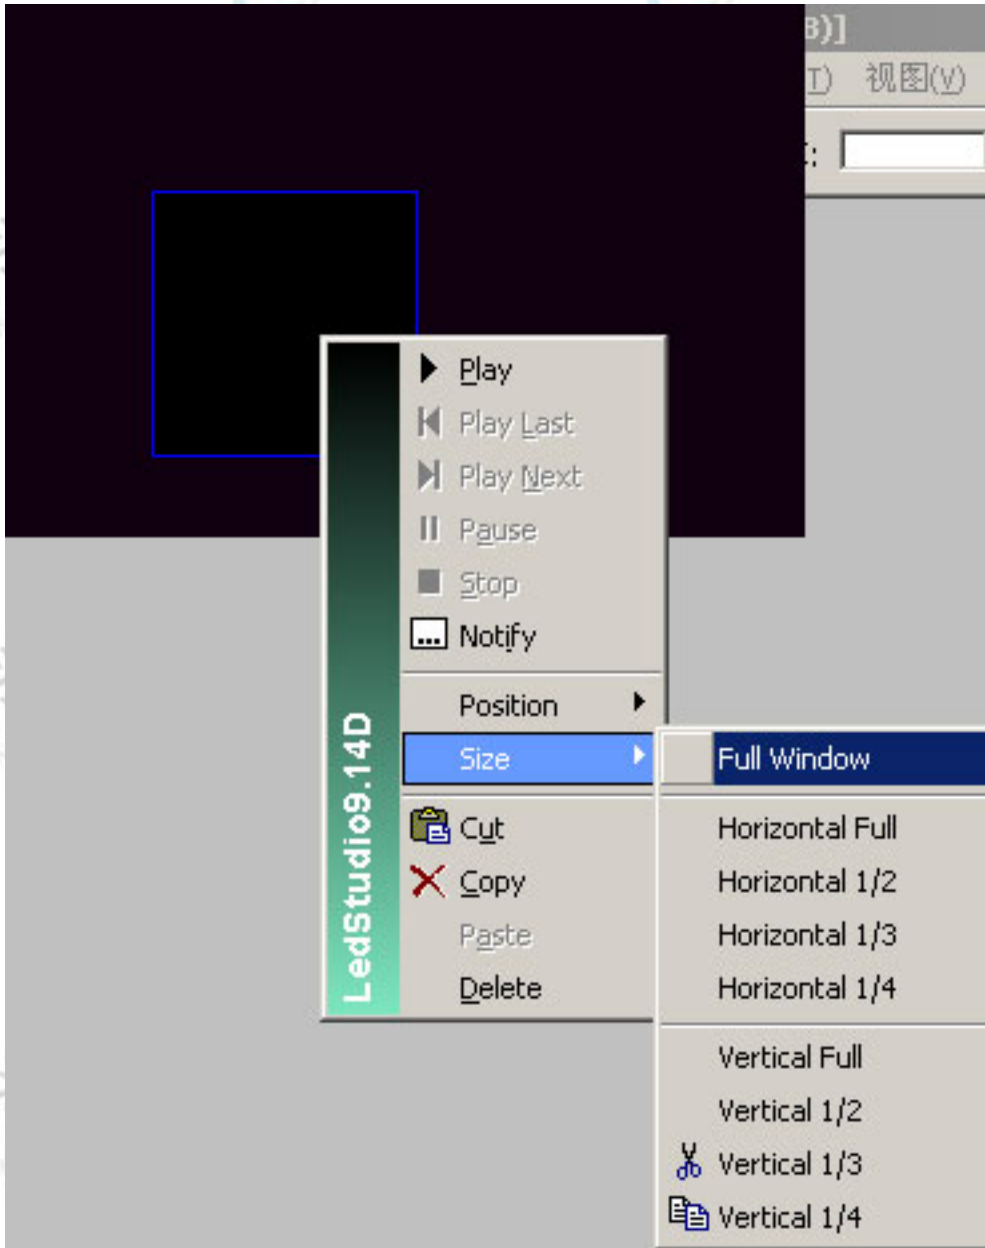 B)]
T) 视图(V)
:
Play
Play Last
Play Next
Pause
Stop
Notify
Position
Size
Cut
Copy
Paste
Delete
LedStudio9.14D
Full Window
Horizontal Full
Horizontal 1/2
Horizontal 1/3
Horizontal 1/4
Vertical Full
Vertical 1/2
Vertical 1/3
Vertical 1/4